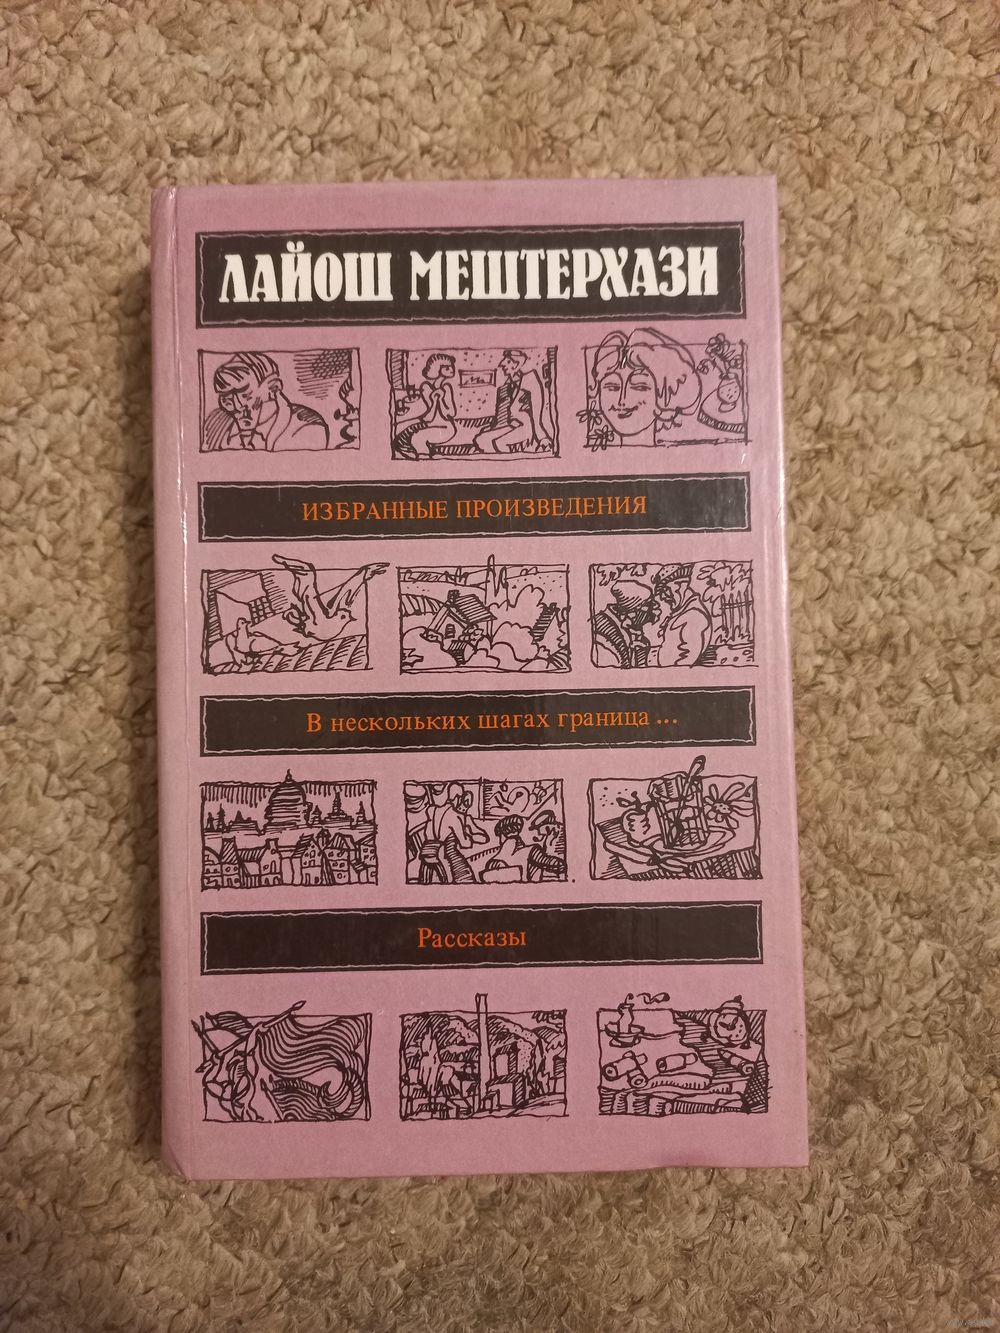 ЛАЙОШ МЕШТЕРХАЗИ
ИЗБРАННЫЕ ПРОИЗВЕДЕНИЯ
В нескольких шагах граница...
Рассказы